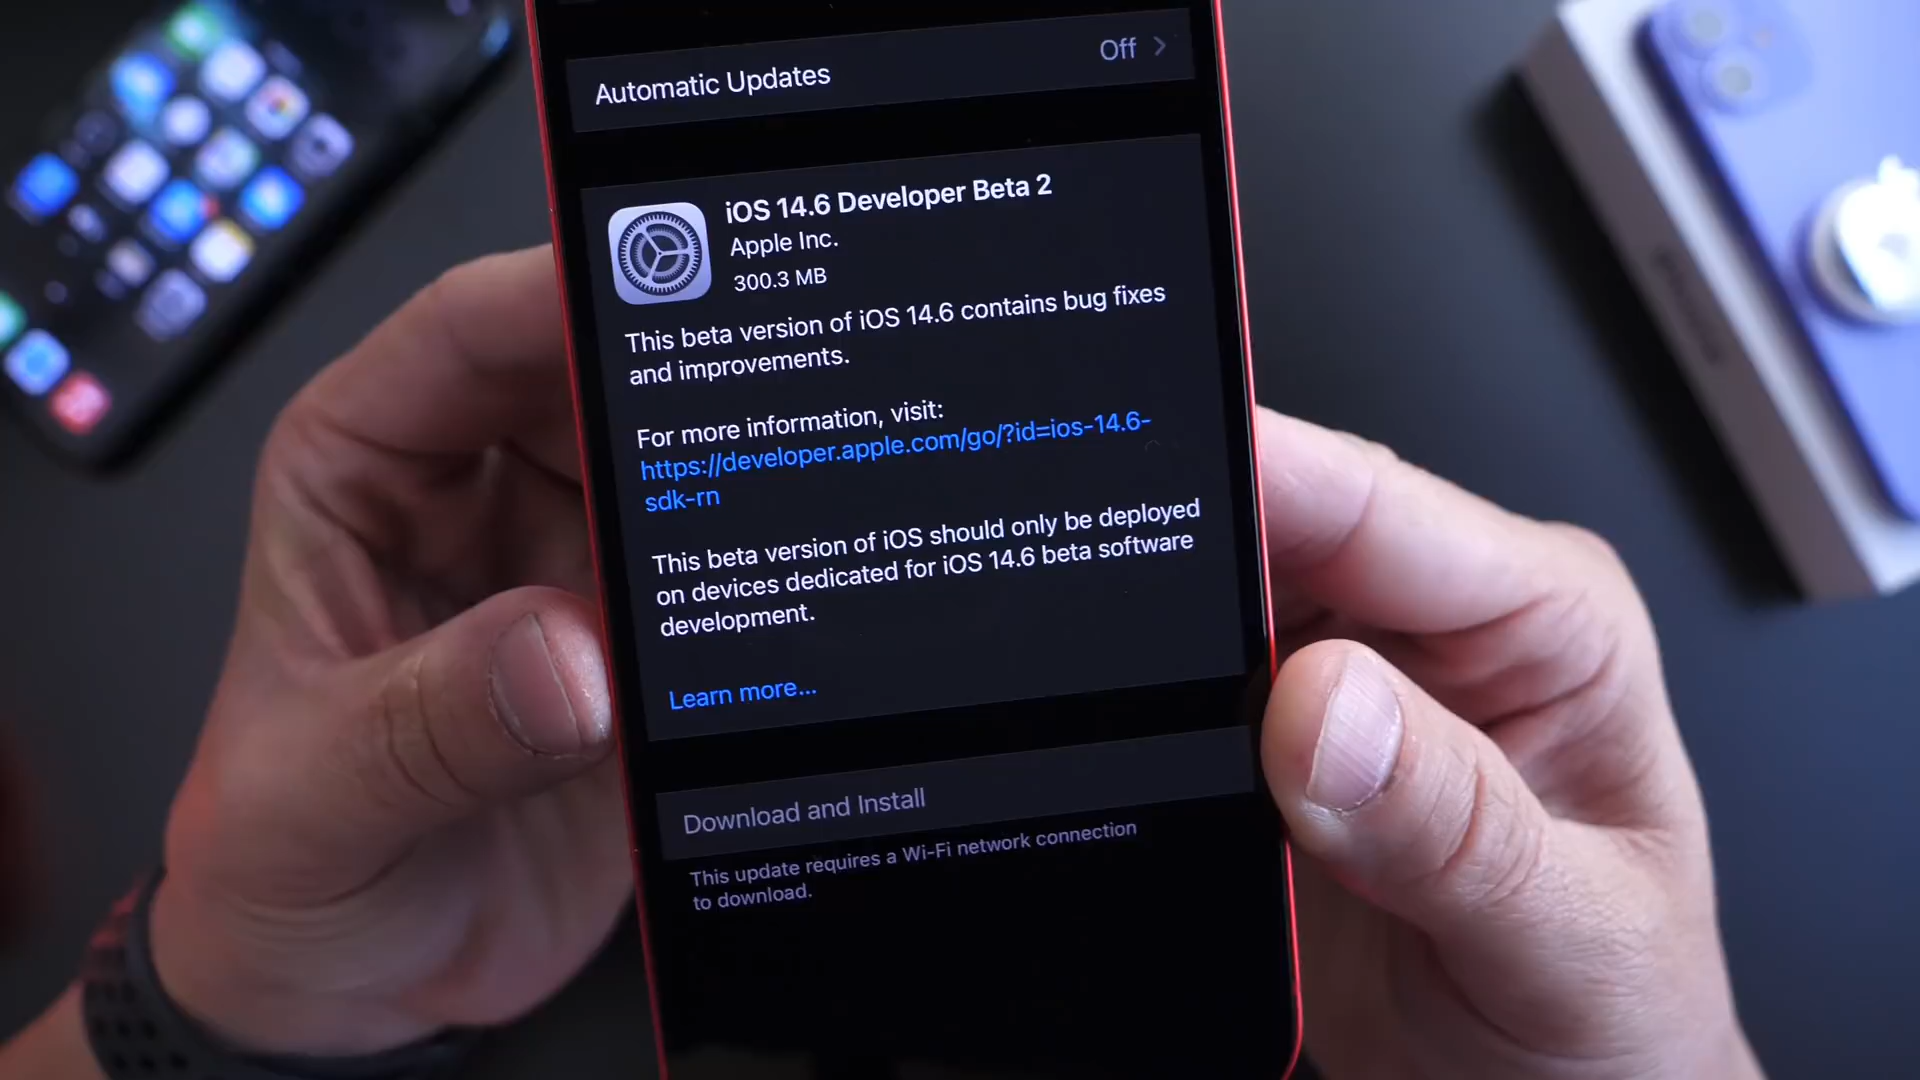 Automatic Updates
Off
iOS 14.6 Developer Beta 2
Apple Inc.
300.3 MB
This beta version of iOS 14.6 contains bug fixes
and improvements.
For more information, visit:
https://developer.apple.com/go/?id=ios-14.6-
sdk-rn
This beta version of iOS should only be deployed
on devices dedicated for iOS 14.6 beta software
development.
Learn more...
Download and Install
This update requires a Wi-Fi network connection
to download.